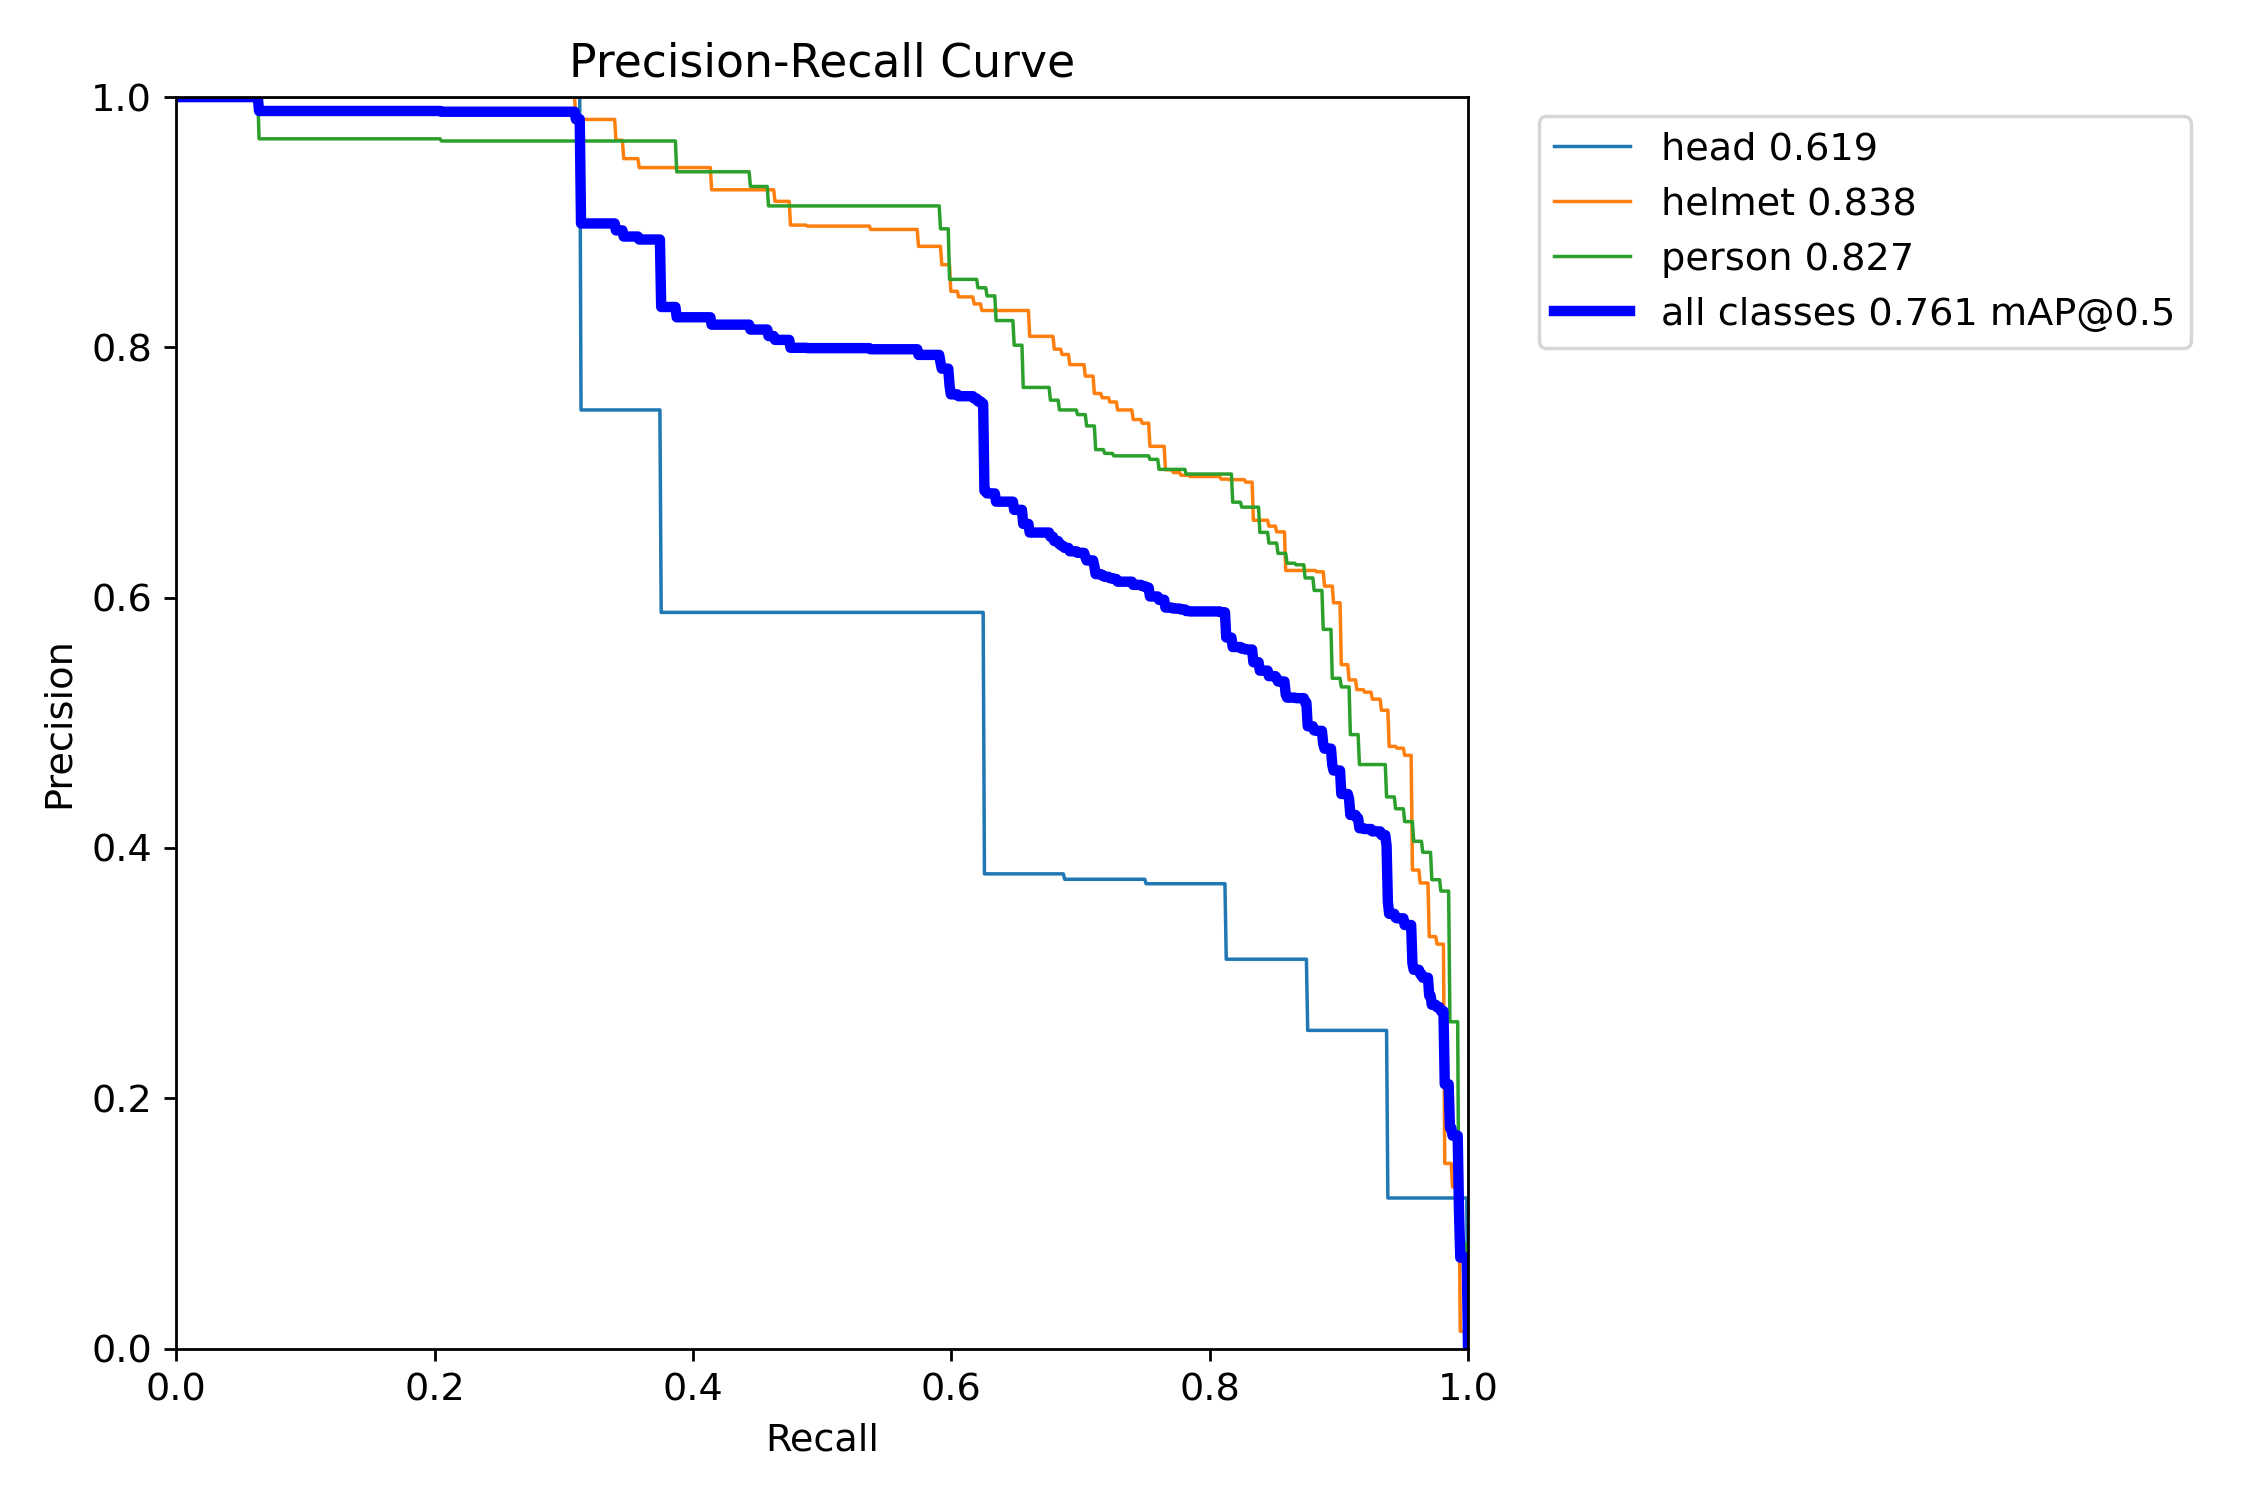 Precision-Recall Curve
1.0
0.8
0.6
0.4
0.2
0.0
Precision
0.0 0.2 0.4 0.6 0.8 1.0
Recall
head 0.619
helmet 0.838
person 0.827
all classes 0.761 mAP@0.5